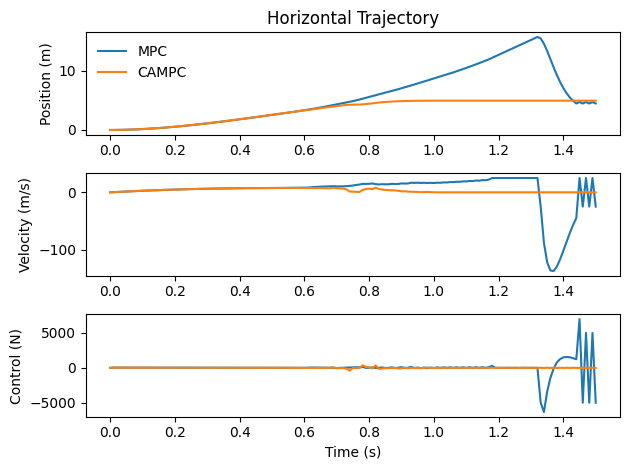 Horizontal Trajectory
Position (m)
10
0
MPC
CAMPC
0.0 0.2 0.4 0.6 0.8 1.0 1.2 1.4
Velocity (m/s)
0
−100
0.0 0.2 0.4 0.6 0.8 1.0 1.2 1.4
Control (N)
5000
0
−5000
0.0 0.2 0.4 0.6 0.8 1.0 1.2 1.4
Time (s)